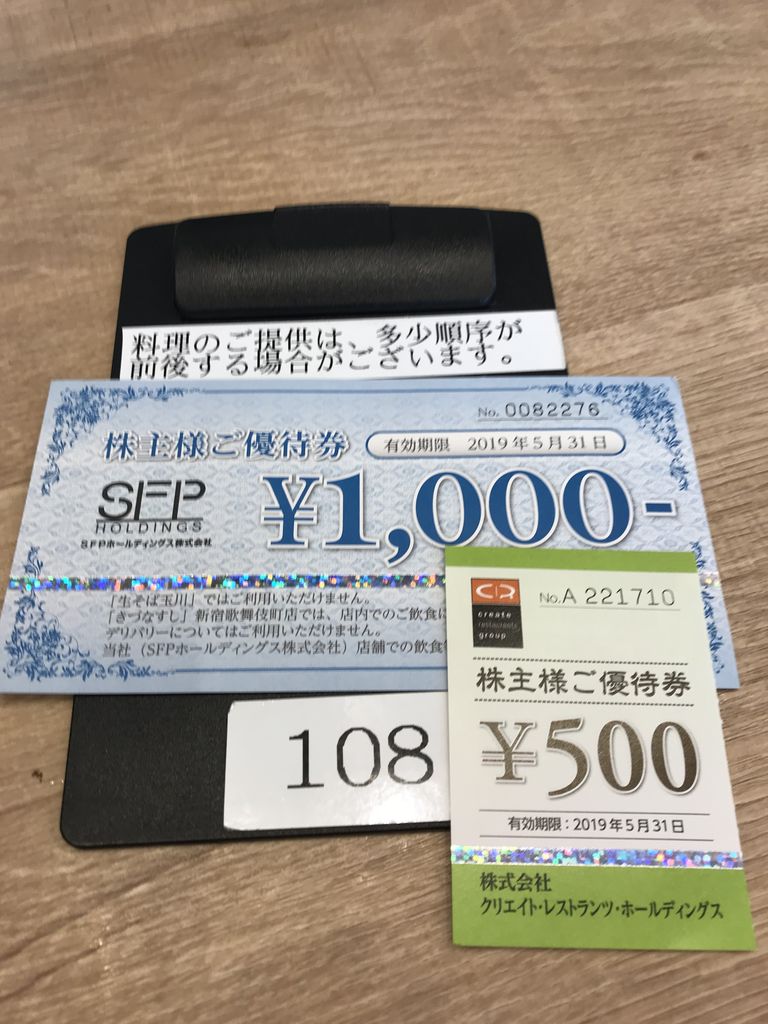 料理のご提供は、多少順序が
前後する場合がございます。
No. 0082276
株主様ご優待券
有効期限 2019年5月31日
SFP
HOLDINGS
SFPホールディングス株式会社
¥1,000-
「生そば玉川」ではご利用いただけません。
「きづなすし」新宿歌舞伎町店では、店内でのご飲食に
デリバリーについてはご利用いただけません。
当社（SFPホールディングス株式会社）店舗での飲食
108
create
restaurants
group
No.A 221710
株主様ご優待券
¥500
有効期限：2019年5月31日
株式会社
クリエイト・レストランツ・ホールディングス